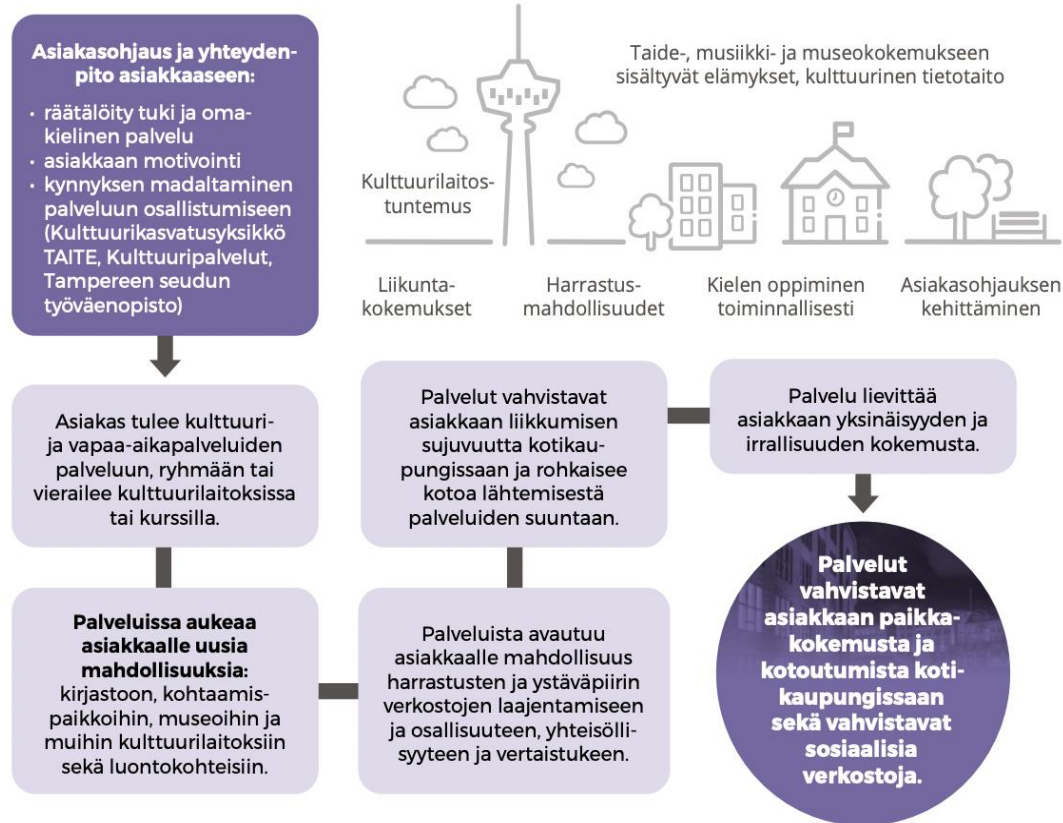 Asiakasohjaus ja yhteyden-
pito asiakkaaseen:
• räätälöity tuki ja oma-
kielinen palvelu
• asiakkaan motivointi
• kynnyksen madaltaminen
palveluun osallistumiseen
(Kulttuurikasvatusyksikkö
TAITE, Kulttuuripalvelut,
Tampereen seudun
työväenopisto)
Taide-, musiikki- ja museokokemukseen
sisältyvät elämykset, kulttuurinen tietotaito
Kulttuurilaitos-
tuntemus
Liikunta-
kokemukset
Harrastus-
mahdollisuudet
Kielen oppiminen
toiminnallisesti
Asiakasohjauksen
kehittäminen
Asiakas tulee kulttuuri-
ja vapaa-aikapalveluiden
palveluun, ryhmään tai
vierailee kulttuurilaitoksissa
tai kurssilla.
Palveluissa aukeaa
asiakkaalle uusia
mahdollisuuksia:
kirjastoon, kohtaamis-
paikkoihin, museoihin ja
muihin kulttuurilaitoksiin
sekä luontokohteisiin.
Palveluista avautuu
asiakkaalle mahdollisuus
harrastusten ja ystäväpiirin
verkostojen laajentamiseen
ja osallisuuteen, yhteisölli-
syyteen ja vertaistukeen.
Palvelut vahvistavat
asiakkaan liikkumisen
sujuvuutta kotikau-
pungissaan ja rohkaisee
kotoa lähtemisestä
palveluiden suuntaan.
Palvelu lievittää
asiakkaan yksinäisyyden ja
irrallisuuden kokemusta.
Palvelut
vahvistavat
asiakkaan paikka-
kokemusta ja
kotoutumista koti-
kaupungissaan
sekä vahvistavat
sosiaalisia
verkostoja.